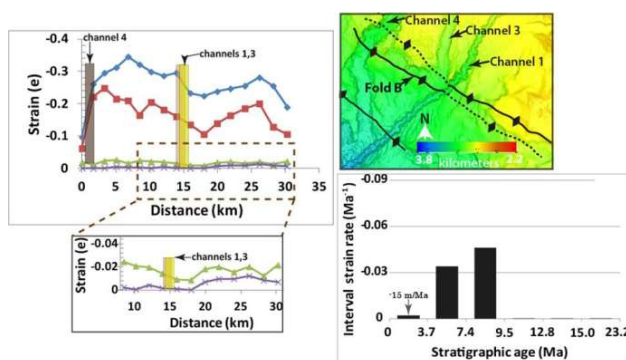 channel 4
channels 1,3
Strain (e)
-0.4
-0.3
-0.2
-0.1
0
0 5 10 15 20 25 30 35
Distance (km)
Strain (e)
-0.04
-0.02
0
channels 1,3
10 15 20 25 30
Distance (km)
Channel 4
Channel 3
Channel 1
Fold B
N
3.8 2.2
kilometers
Interval strain rate (Ma-1)
-0.09
-0.06
-0.03
0
-15 m/Ma
0 3.7 7.4 9.5 12.8 16 23.2
Stratigraphic age (Ma)